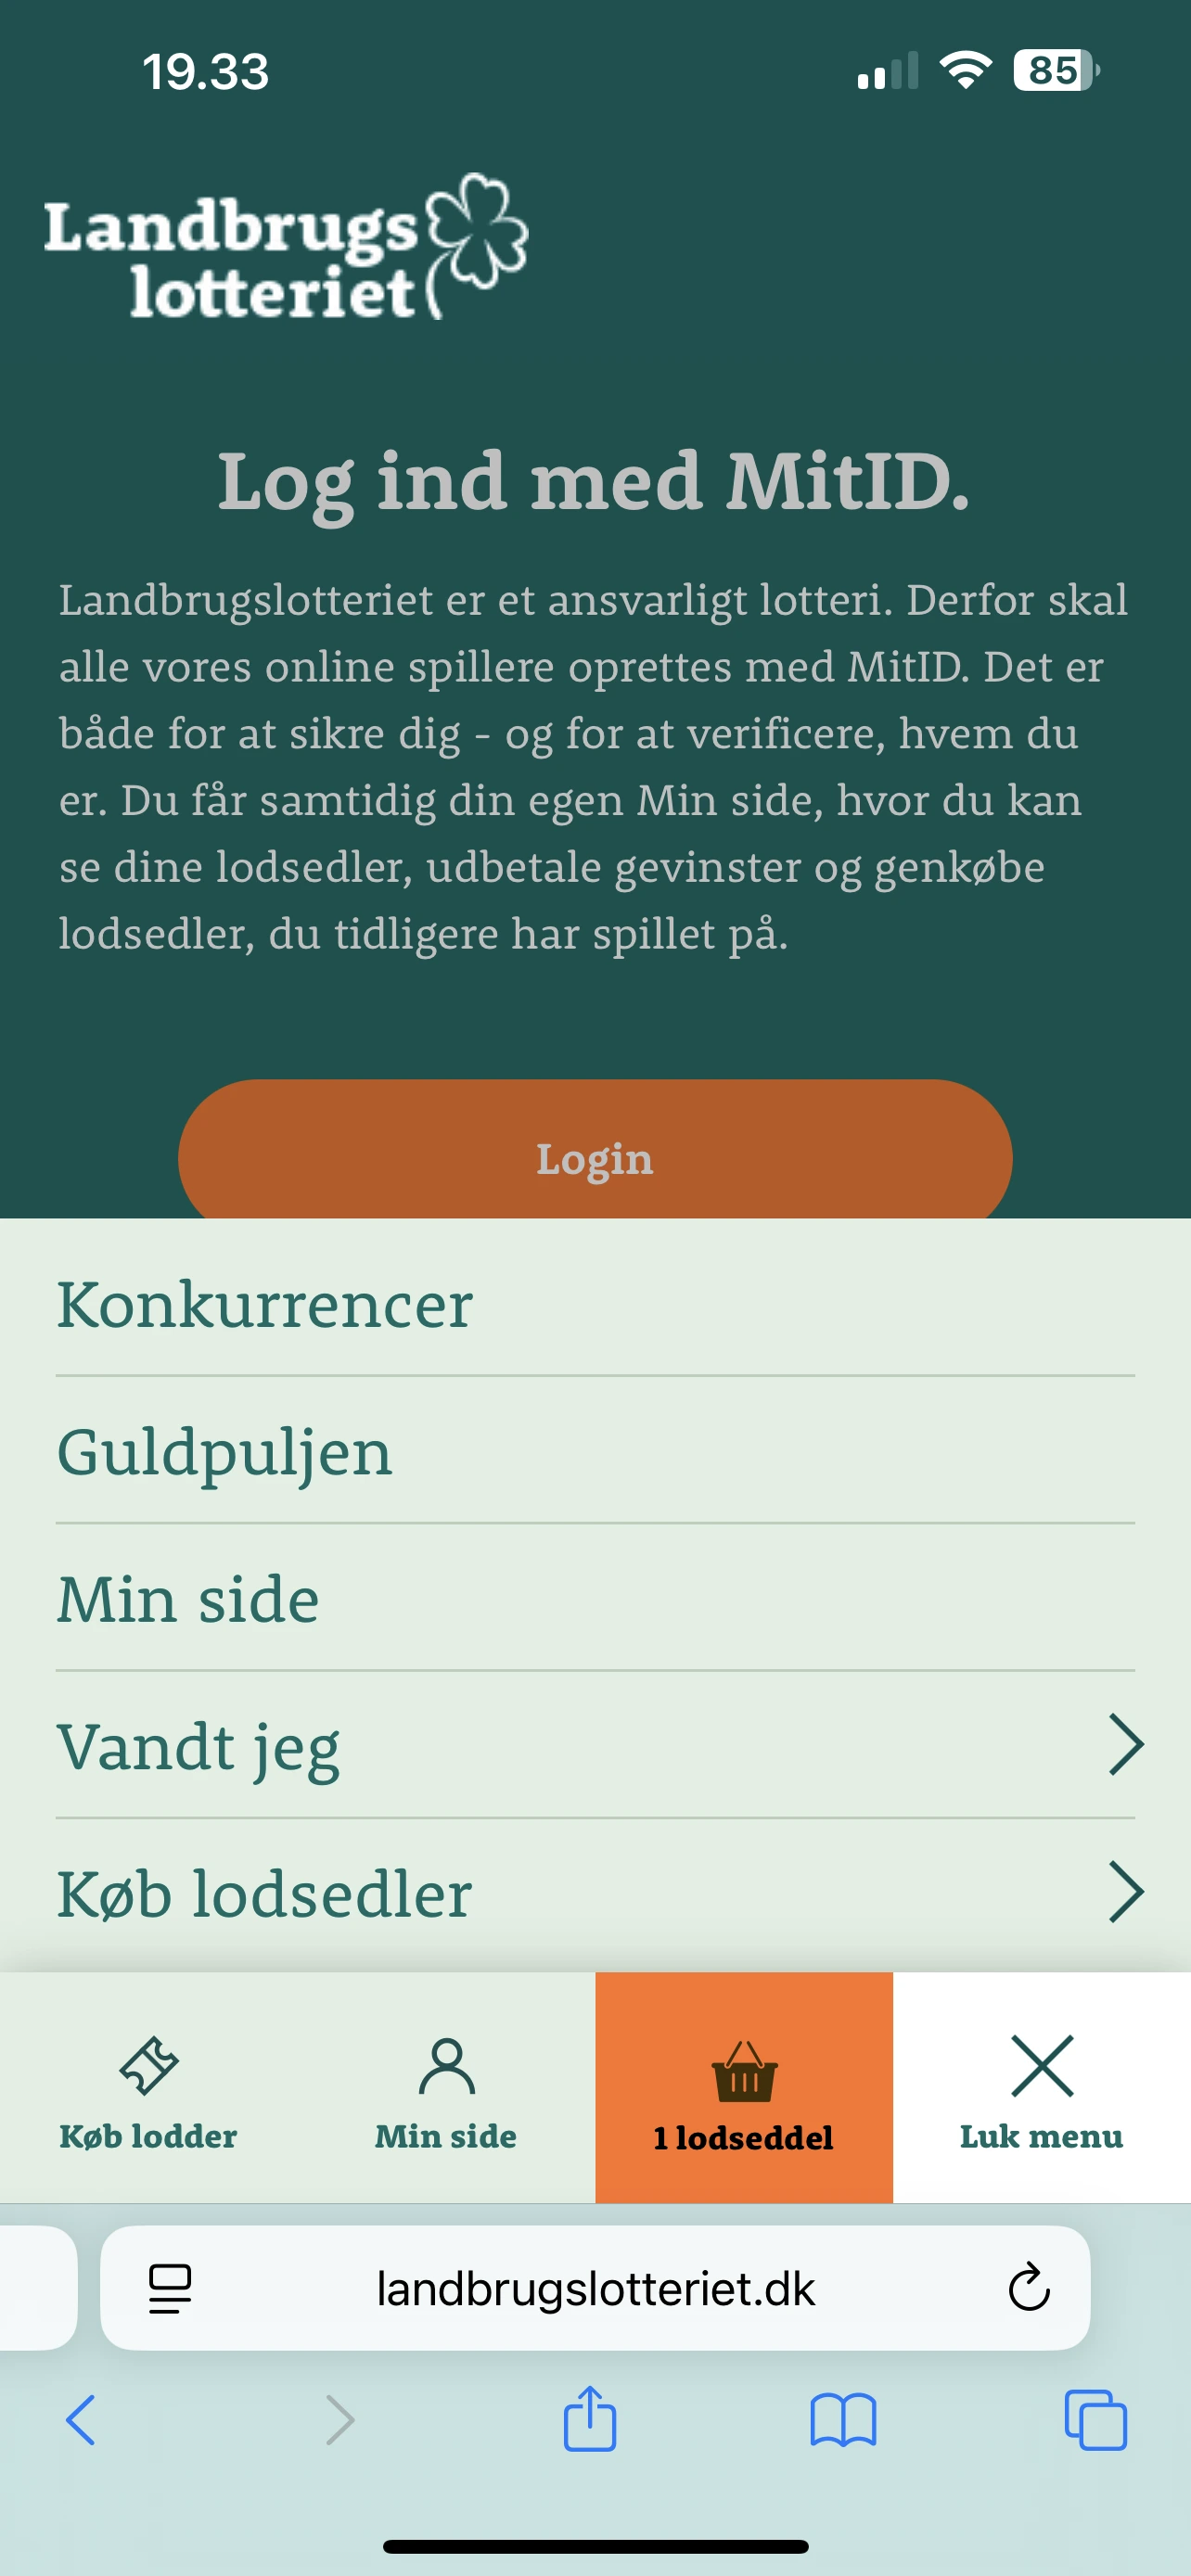 19.33
85
Landbrugs
lotteriet
Log ind med MitID.
Landbrugslotteriet er et ansvarligt lotteri. Derfor skal
alle vores online spillere oprettes med MitID. Det er
både for at sikre dig - og for at verificere, hvem du
er. Du får samtidig din egen Min side, hvor du kan
se dine lodsedler, udbetale gevinster og genkøbe
lodsedler, du tidligere har spillet på.
Login
Konkurrencer
Guldpuljen
Min side
Vandt jeg
Køb lodsedler
Køb lodder
Min side
1 lodseddel
Luk menu
landbrugslotteriet.dk